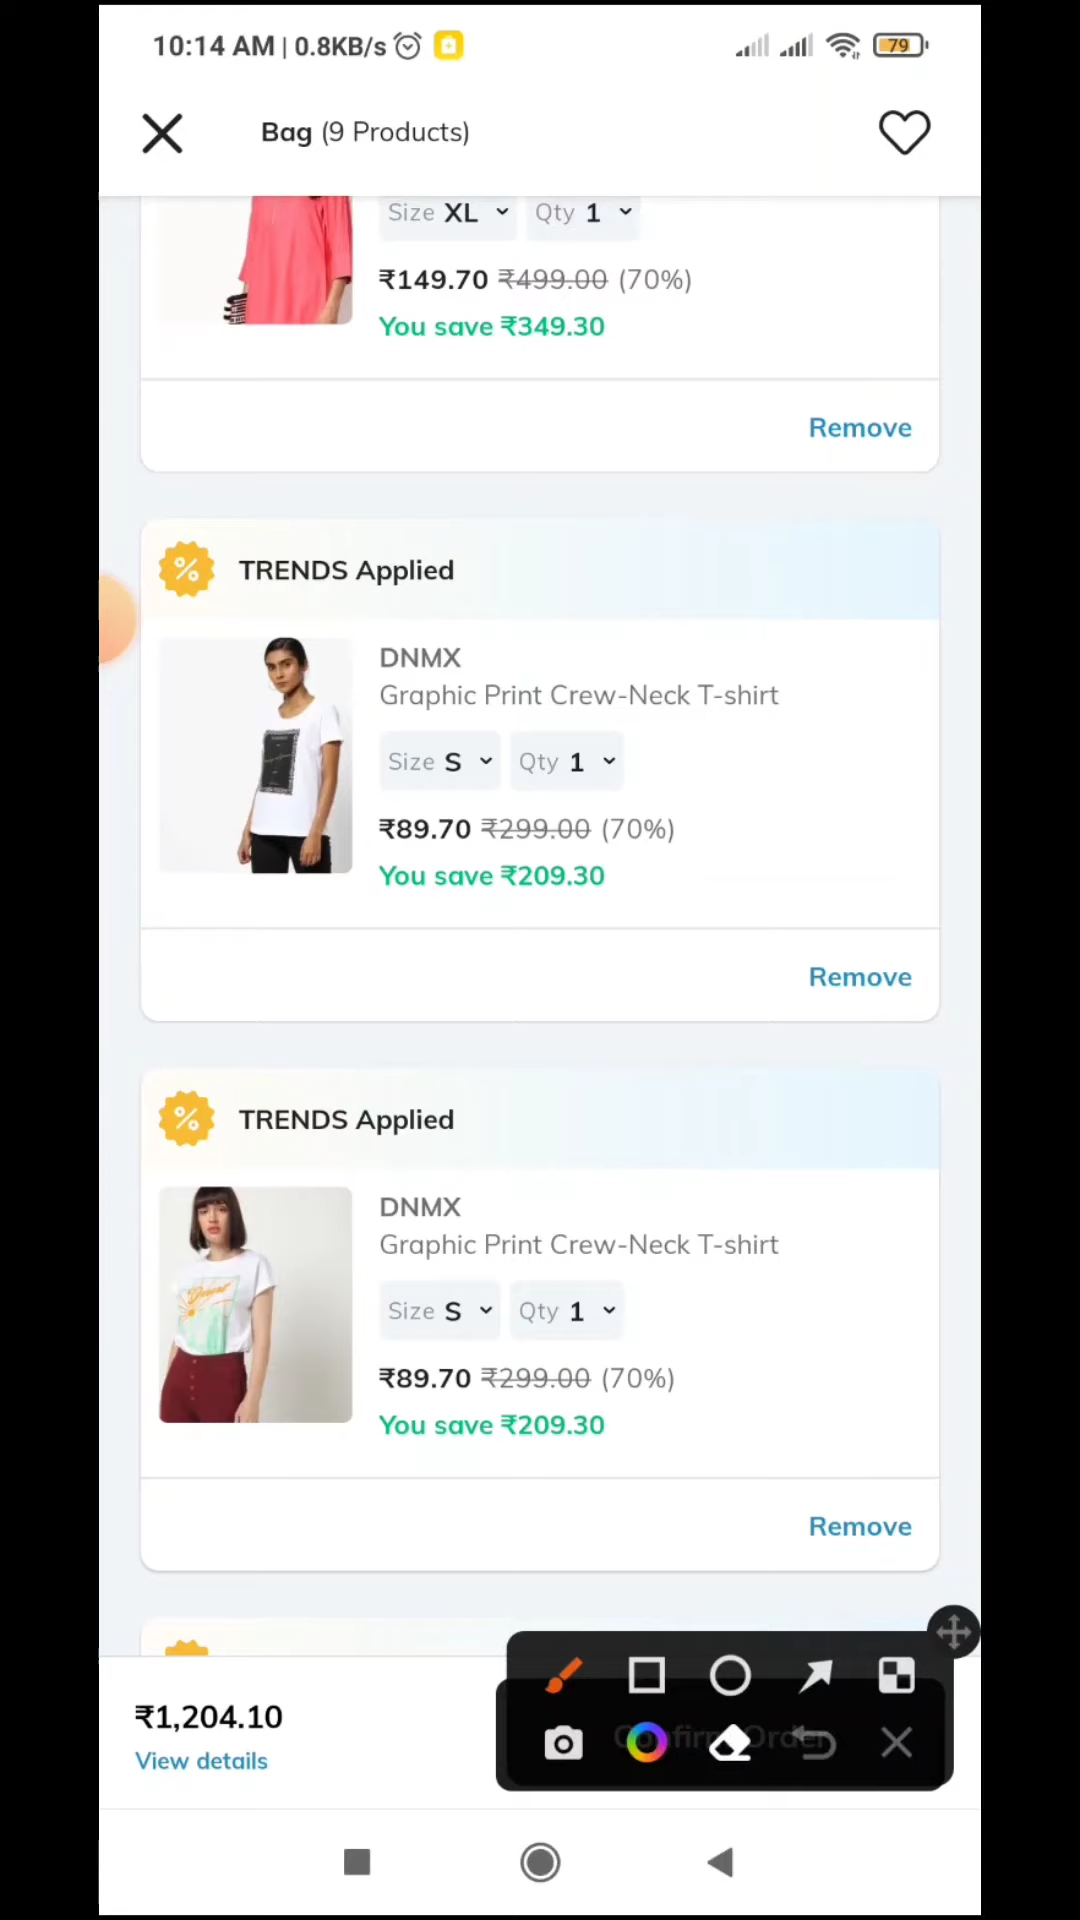 10:14 AM | 0.8KB/s
79
Bag (9 Products)
Size XL Qty 1
₹149.70 ₹499.00 (70%)
You save ₹349.30
Remove
% TRENDS Applied
DNMX
Graphic Print Crew-Neck T-shirt
Size S Qty 1
₹89.70 ₹299.00 (70%)
You save ₹209.30
Remove
% TRENDS Applied
DNMX
Graphic Print Crew-Neck T-shirt
Size S Qty 1
₹89.70 ₹299.00 (70%)
You save ₹209.30
Remove
₹1,204.10
Confirm Order
View details